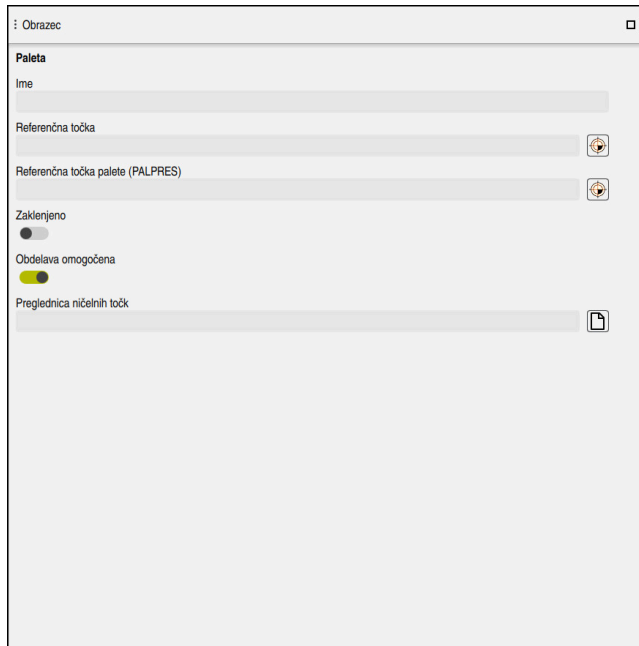 Obrazec
Paleta
Ime
Referenčna točka
Referenčna točka palete (PALPRES)
Zaklenjeno
Obdelava omogočena
Preglednica ničelnih točk